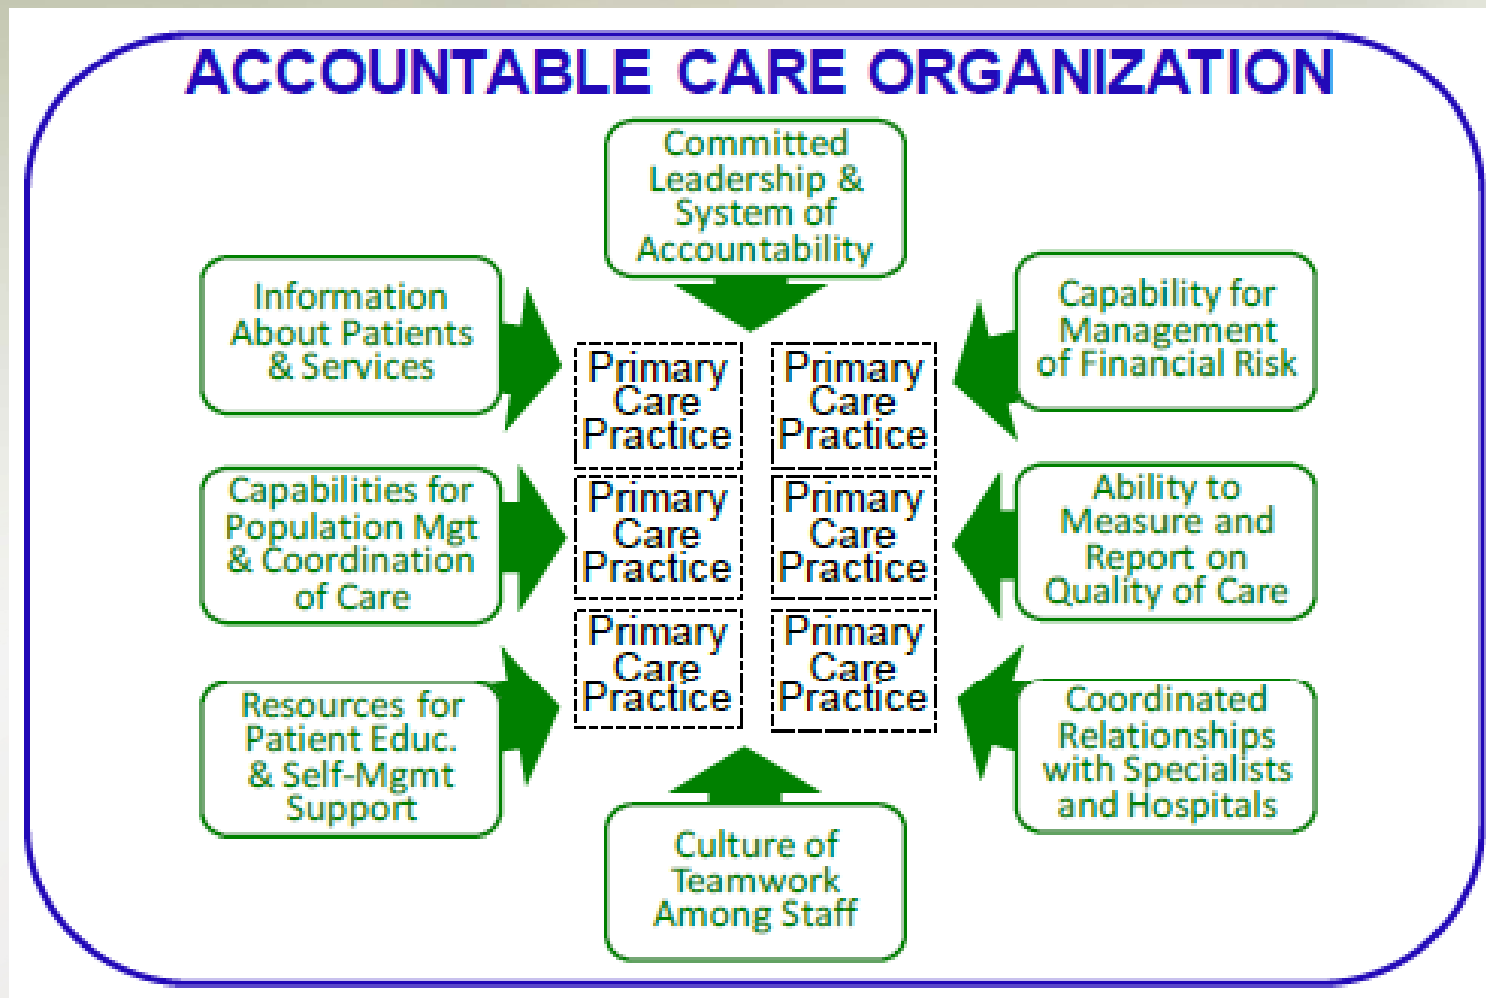 ACCOUNTABLE CARE ORGANIZATION
Committed
Leadership &
System of
Accountability
Information
About Patients
& Services
Capability for
Management
of Financial Risk
Primary
Care
Practice
Primary
Care
Practice
Capabilities for
Population Mgt
& Coordination
of Care
Primary
Care
Practice
Primary
Care
Practice
Ability to
Measure and
Report on
Quality of Care
Resources for
Patient Educ.
& Self-Mgmt
Support
Primary
Care
Practice
Primary
Care
Practice
Coordinated
Relationships
with Specialists
and Hospitals
Culture of
Teamwork
Among Staff